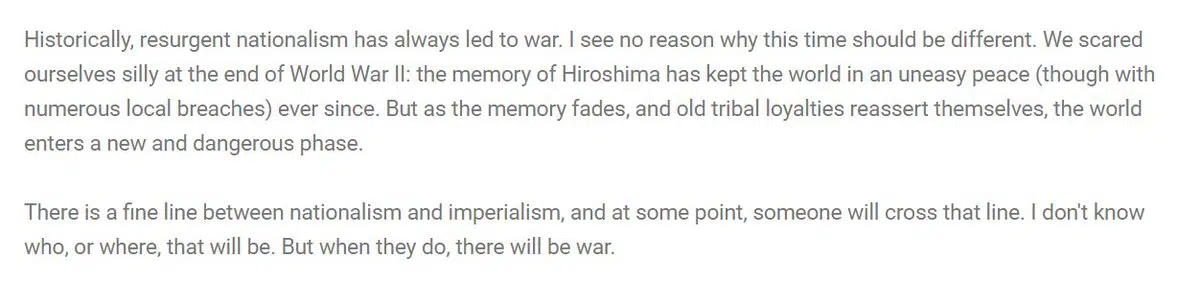 Historically, resurgent nationalism has always led to war. I see no reason why this time should be different. We scared
ourselves silly at the end of World War II: the memory of Hiroshima has kept the world in an uneasy peace (though with
numerous local breaches) ever since. But as the memory fades, and old tribal loyalties reassert themselves, the world
enters a new and dangerous phase.
There is a fine line between nationalism and imperialism, and at some point, someone will cross that line. I don't know
who, or where, that will be. But when they do, there will be war.